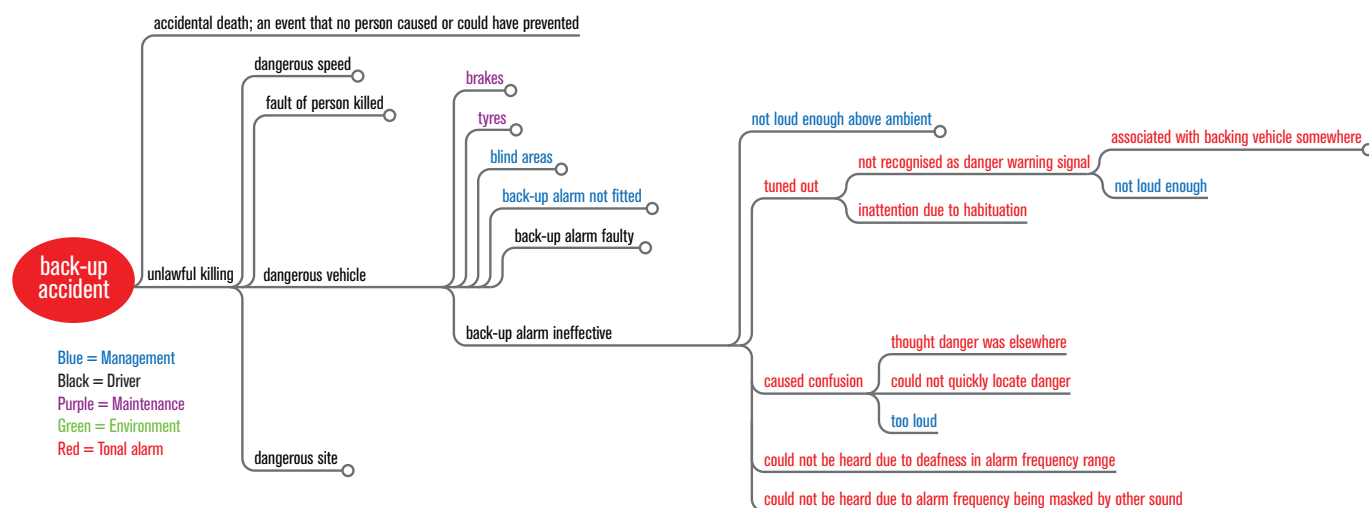 accidental death; an event that no person caused or could have prevented
dangerous speed
fault of person killed
brakes
tyres
blind areas
back-up alarm not fitted
back-up alarm faulty
back-up
accident
unlawful killing
dangerous vehicle
back-up alarm ineffective
not loud enough above ambient
tuned out
not recognised as danger warning signal
associated with backing vehicle somewhere
not loud enough
inattention due to habituation
thought danger was elsewhere
caused confusion
could not quickly locate danger
too loud
could not be heard due to deafness in alarm frequency range
could not be heard due to alarm frequency being masked by other sound
dangerous site
Blue = Management
Black = Driver
Purple = Maintenance
Green = Environment
Red = Tonal alarm